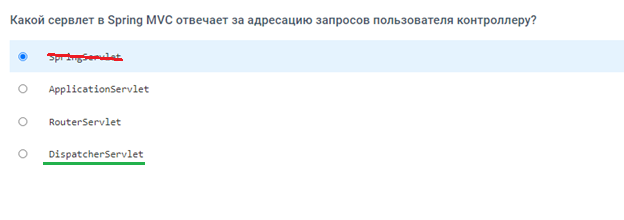 Какой сервлет в Spring MVC отвечает за адресацию запросов пользователя контроллеру?
SpringServlet
ApplicationServlet
RouterServlet
DispatcherServlet